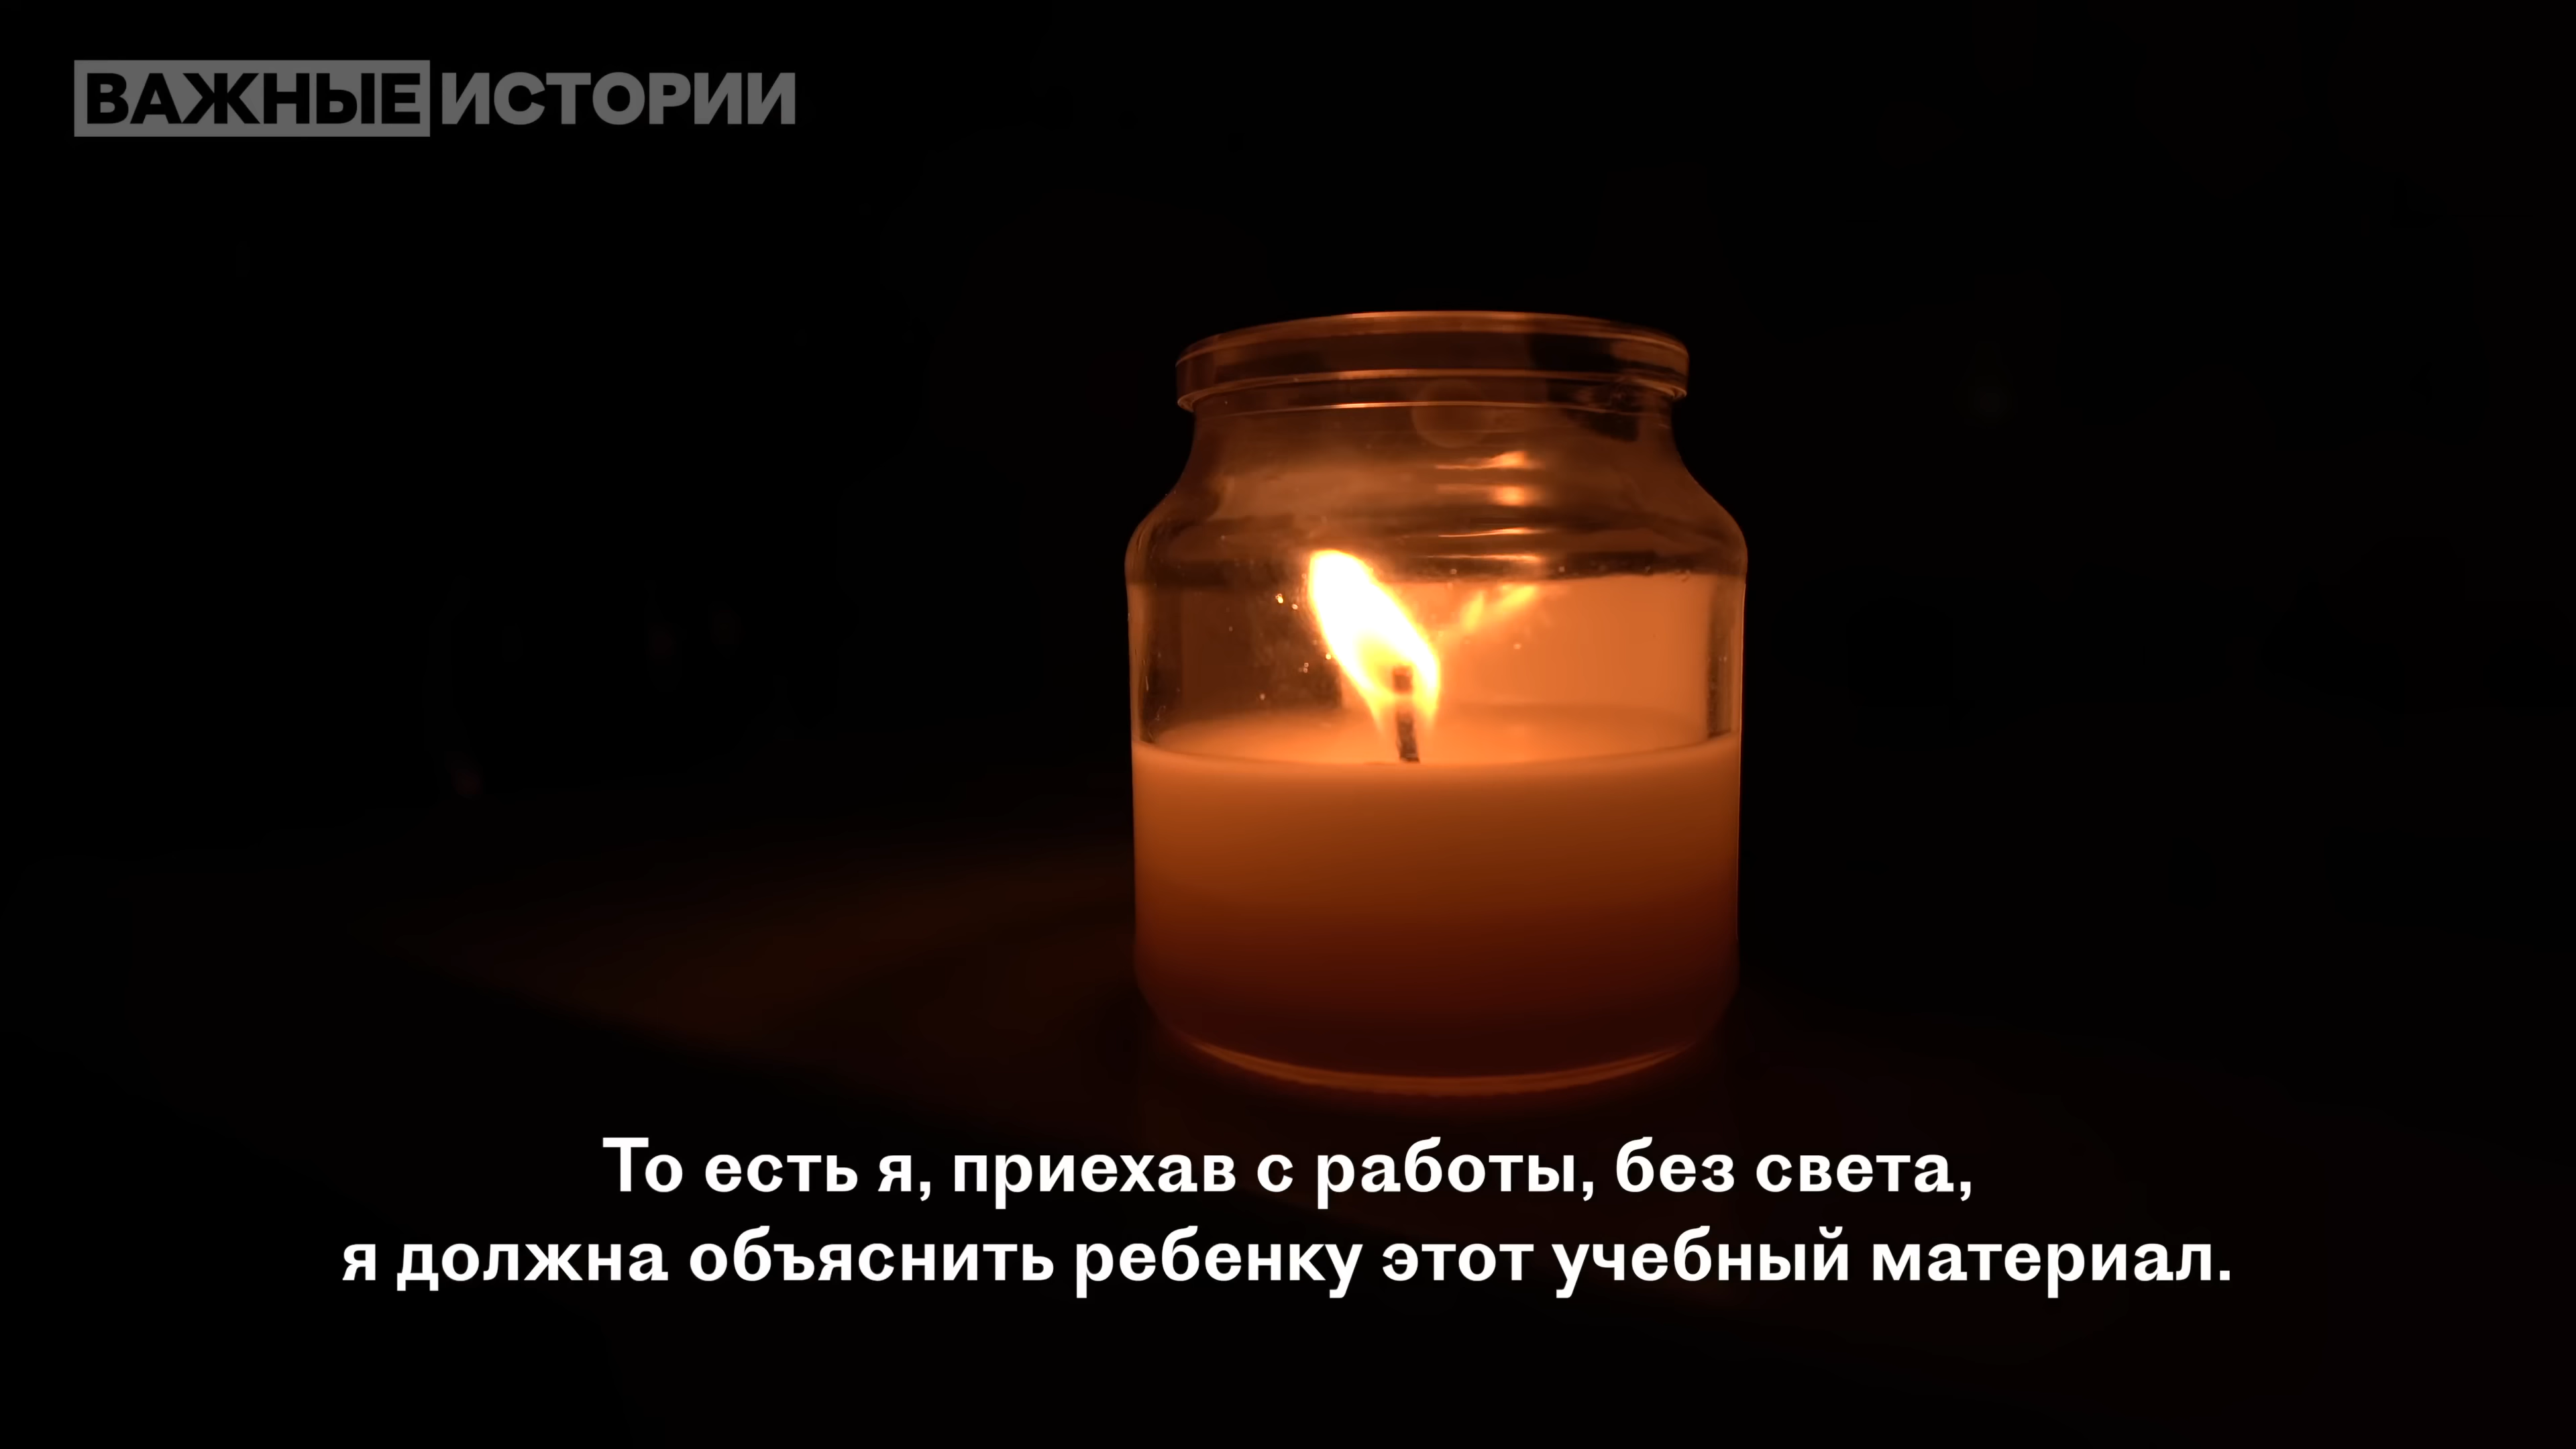 ВАЖНЫЕ ИСТОРИИ
То есть я, приехав с работы, без света,
я должна объяснить ребенку этот учебный материал.